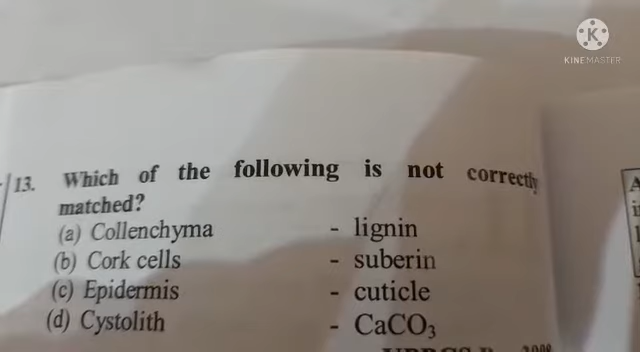 K
KINEMASTER
13. Which of the following is not correctly
matched?
(a) Collenchyma - lignin
(b) Cork cells - suberin
(c) Epidermis - cuticle
(d) Cystolith - CaCO₃